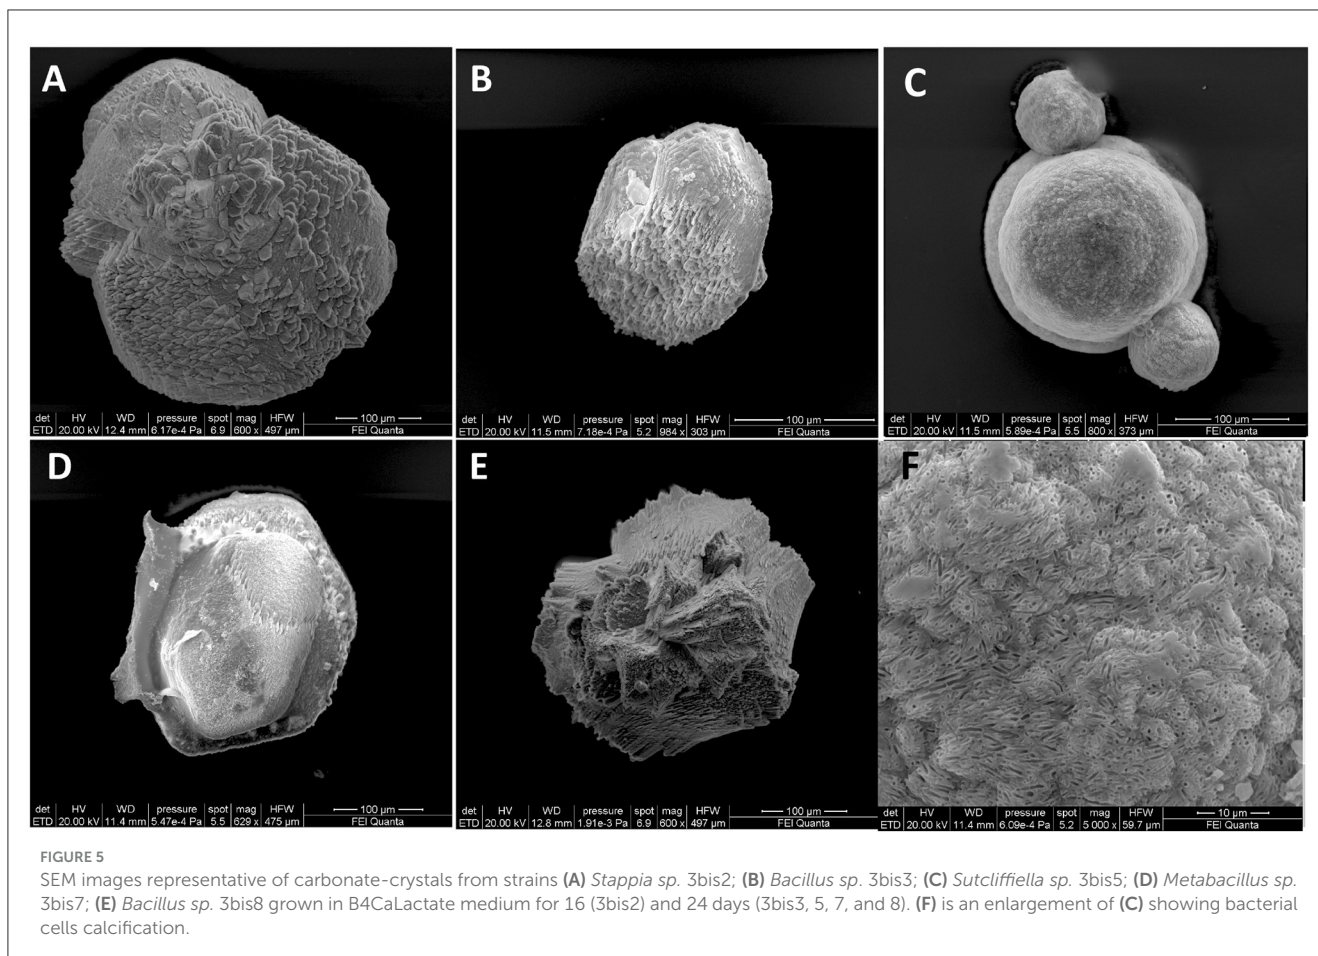 A
B
C
det HV WD pressure spot mag HFW 100 µm
ETD 20.00 kV 12.4 mm 6.17e-4 Pa 6.9 600 x 497 µm FEI Quanta
det HV WD pressure spot mag HFW 100 µm
ETD 20.00 kV 11.5 mm 7.18e-4 Pa 5.2 984 x 303 µm FEI Quanta
det HV WD pressure spot mag HFW 100 µm
ETD 20.00 kV 11.5 mm 5.89e-4 Pa 5.5 800 x 373 µm FEI Quanta
D
E
F
det HV WD pressure spot mag HFW 100 µm
ETD 20.00 kV 11.4 mm 5.47e-4 Pa 5.5 629 x 475 µm FEI Quanta
det HV WD pressure spot mag HFW 100 µm
ETD 20.00 kV 12.8 mm 1.91e-3 Pa 6.9 600 x 497 µm FEI Quanta
det HV WD pressure spot mag HFW 10 µm
ETD 20.00 kV 11.4 mm 6.09e-4 Pa 5.2 5 000 x 59.7 µm FEI Quanta
FIGURE 5
SEM images representative of carbonate-crystals from strains (A) Stappia sp. 3bis2; (B) Bacillus sp. 3bis3; (C) Sutcliffiella sp. 3bis5; (D) Metabacillus sp.
3bis7; (E) Bacillus sp. 3bis8 grown in B4CaLactate medium for 16 (3bis2) and 24 days (3bis3, 5, 7, and 8). (F) is an enlargement of (C) showing bacterial
cells calcification.